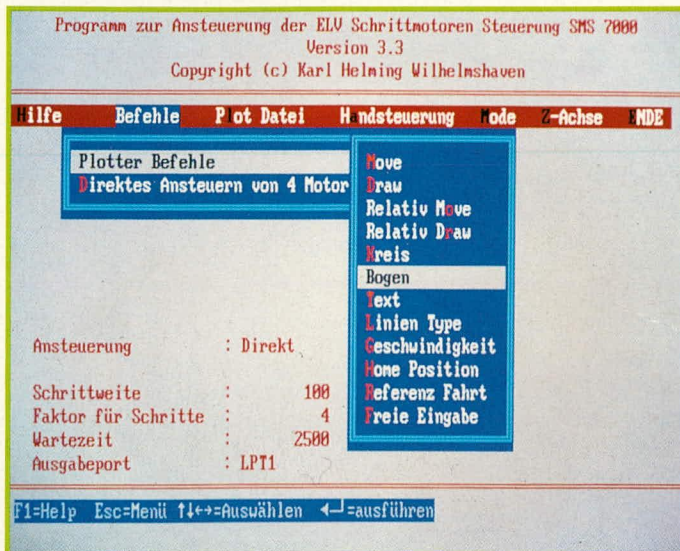 Programm zur Ansteuerung der ELV Schrittmotoren Steuerung SMS 7000
Version 3.3
Copyright (c) Karl Helming Wilhelmshaven
Hilfe Befehle Plot Datei Handsteuerung Mode Z-Achse ENDE
Plotter Befehle
Direktes Ansteuern von 4 Motor
Move
Draw
Relativ Move
Relativ Draw
Kreis
Bogen
Text
Linien Type
Geschwindigkeit
Home Position
Referenz Fahrt
Freie Eingabe
Ansteuerung : Direkt
Schrittweite : 100
Faktor für Schritte : 4
Wartezeit : 2500
Ausgabeport : LPT1
F1=Help Esc=Menü ↑↓←→=Auswählen ◄┘=ausführen